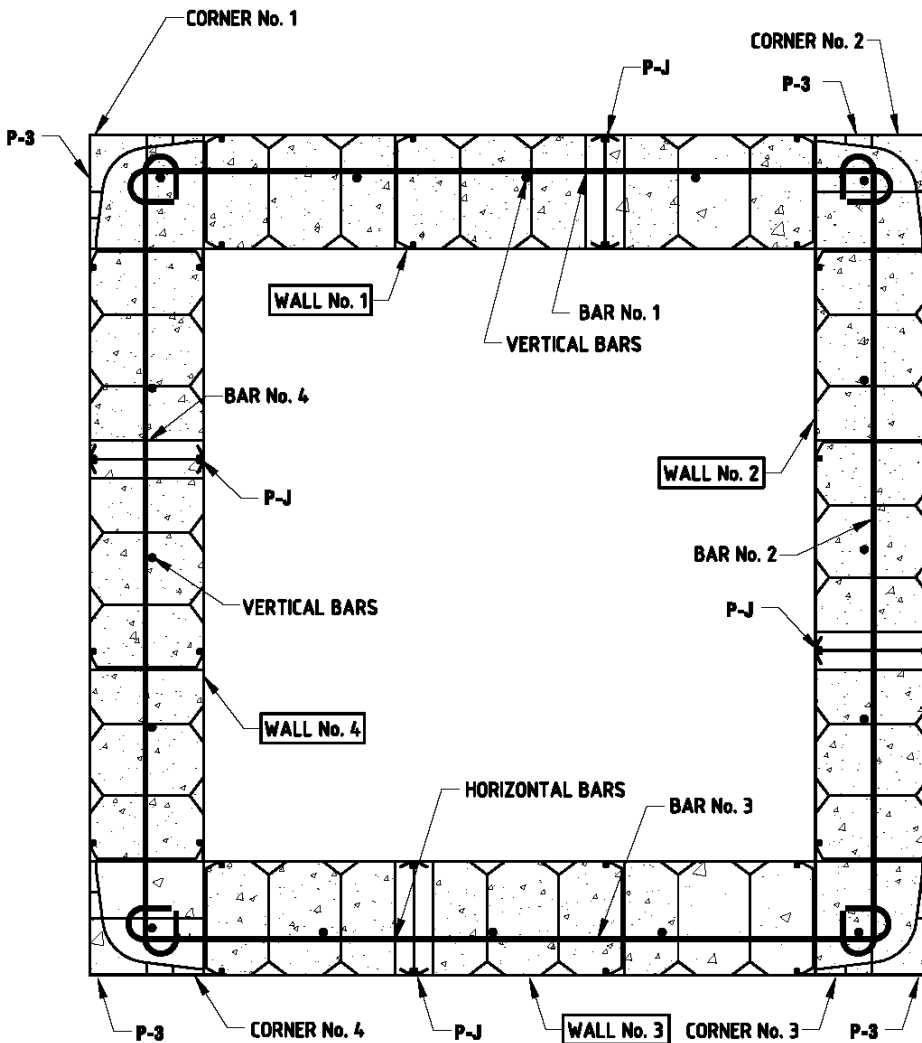 CORNER No. 1
CORNER No. 2
P-J
P-3
P-3
WALL No. 1
BAR No. 1
VERTICAL BARS
BAR No. 4
WALL No. 2
P-J
BAR No. 2
VERTICAL BARS
P-J
WALL No. 4
HORIZONTAL BARS
BAR No. 3
P-3
CORNER No. 4
P-J
WALL No. 3
CORNER No. 3
P-3